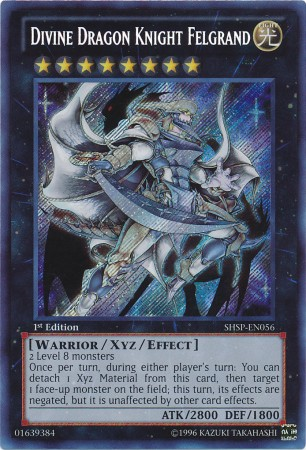 DIVINE DRAGON KNIGHT FELGRAND
LIGHT
光
1st Edition
SHSP-EN056
[WARRIOR / XYZ / EFFECT]
2 Level 8 monsters
Once per turn, during either player's turn: You can
detach 1 Xyz Material from this card, then target
1 face-up monster on the field; this turn, its effects are
negated, but it is unaffected by other card effects.
ATK/2800 DEF/1800
01639384
©1996 KAZUKI TAKAHASHI